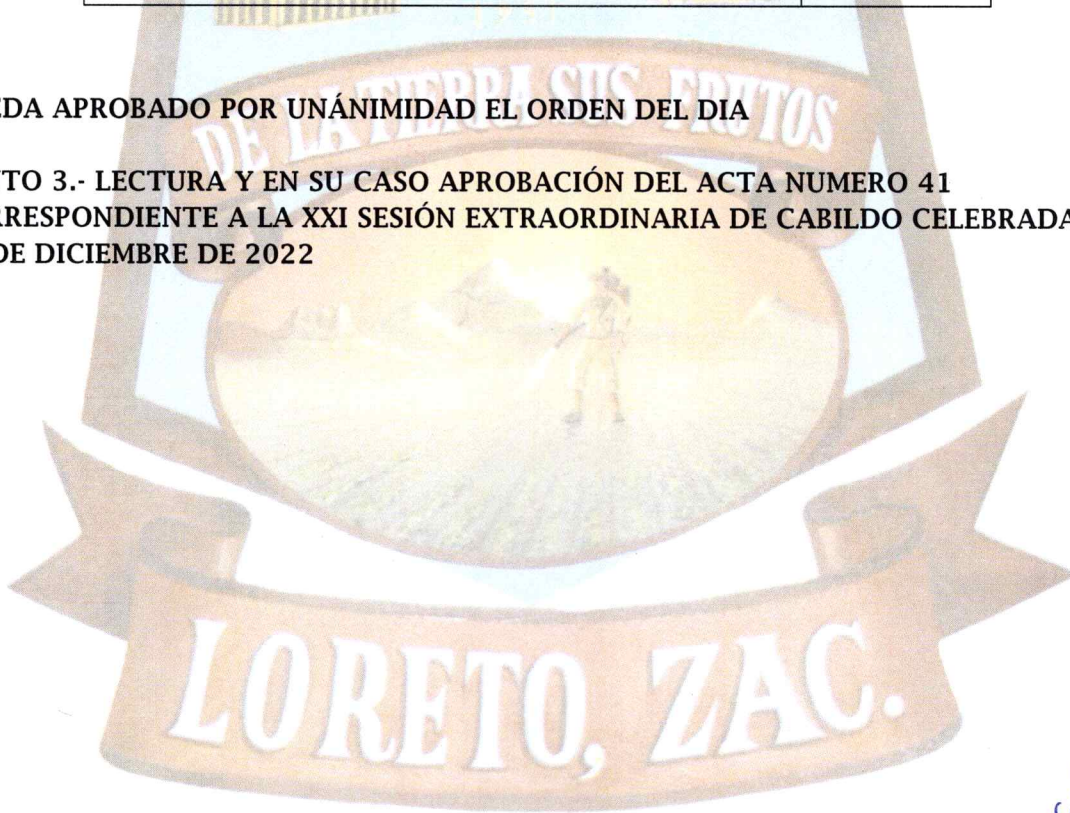 DE LA TIERRA SUS FRUTOS
EDA APROBADO POR UNÁNIMIDAD EL ORDEN DEL DIA
TO 3.- LECTURA Y EN SU CASO APROBACIÓN DEL ACTA NUMERO 41
RRESPONDIENTE A LA XXI SESIÓN EXTRAORDINARIA DE CABILDO CELEBRADA
DE DICIEMBRE DE 2022
LORETO, ZAC.